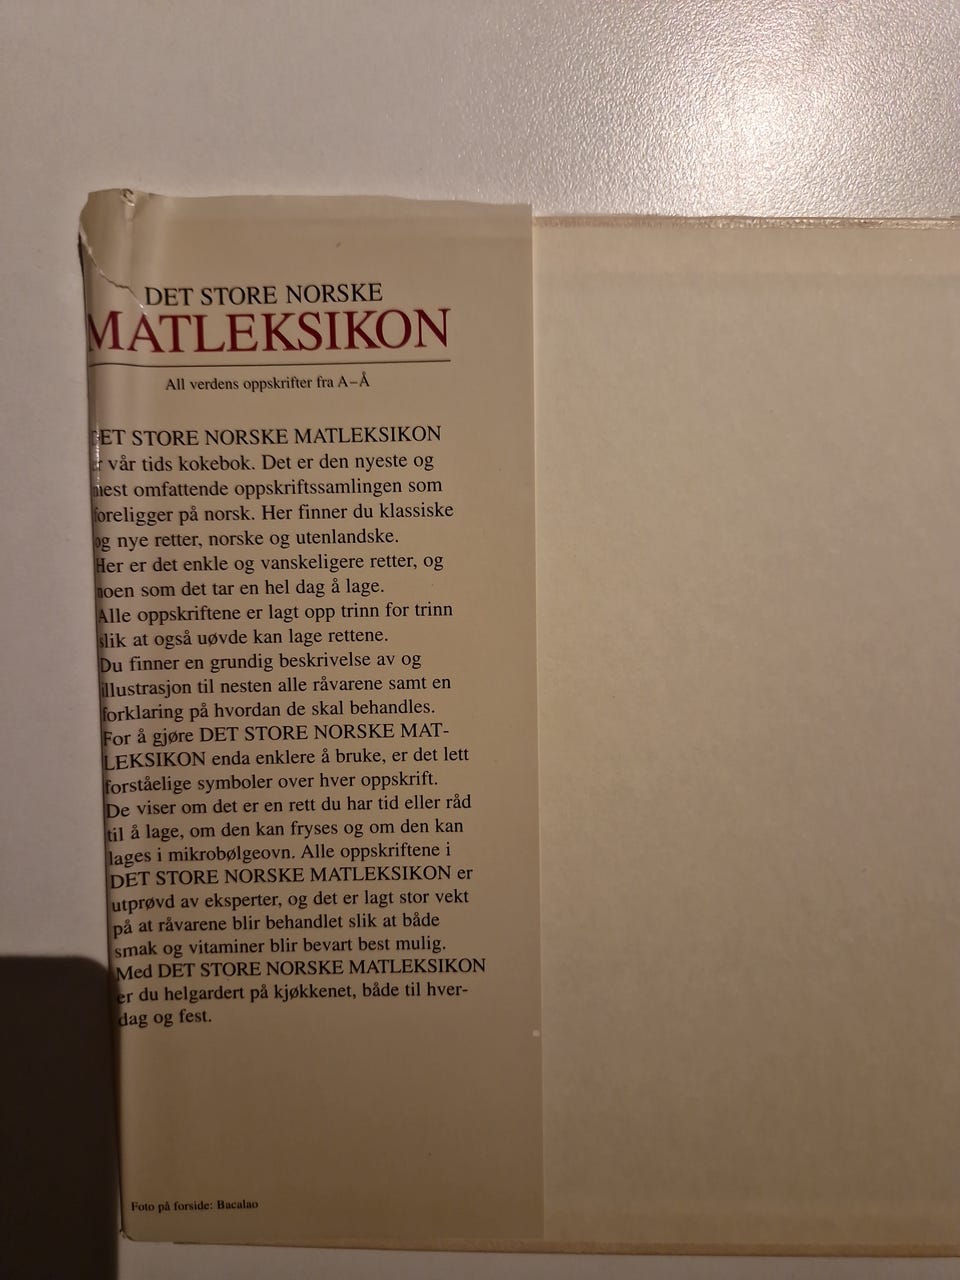 DET STORE NORSKE
MATLEKSIKON
All verdens oppskrifter fra A–Å
DET STORE NORSKE MATLEKSIKON
er vår tids kokebok. Det er den nyeste og
mest omfattende oppskriftssamlingen som
foreligger på norsk. Her finner du klassiske
og nye retter, norske og utenlandske.
Her er det enkle og vanskeligere retter, og
noen som det tar en hel dag å lage.
Alle oppskriftene er lagt opp trinn for trinn
slik at også uøvde kan lage rettene.
Du finner en grundig beskrivelse av og
illustrasjon til nesten alle råvarene samt en
forklaring på hvordan de skal behandles.
For å gjøre DET STORE NORSKE MAT-
LEKSIKON enda enklere å bruke, er det lett
forståelige symboler over hver oppskrift.
De viser om det er en rett du har tid eller råd
til å lage, om den kan fryses og om den kan
lages i mikrobølgeovn. Alle oppskriftene i
DET STORE NORSKE MATLEKSIKON er
utprøvd av eksperter, og det er lagt stor vekt
på at råvarene blir behandlet slik at både
smak og vitaminer blir bevart best mulig.
Med DET STORE NORSKE MATLEKSIKON
er du helgardert på kjøkkenet, både til hver-
dag og fest.
Foto på forside: Bacalao